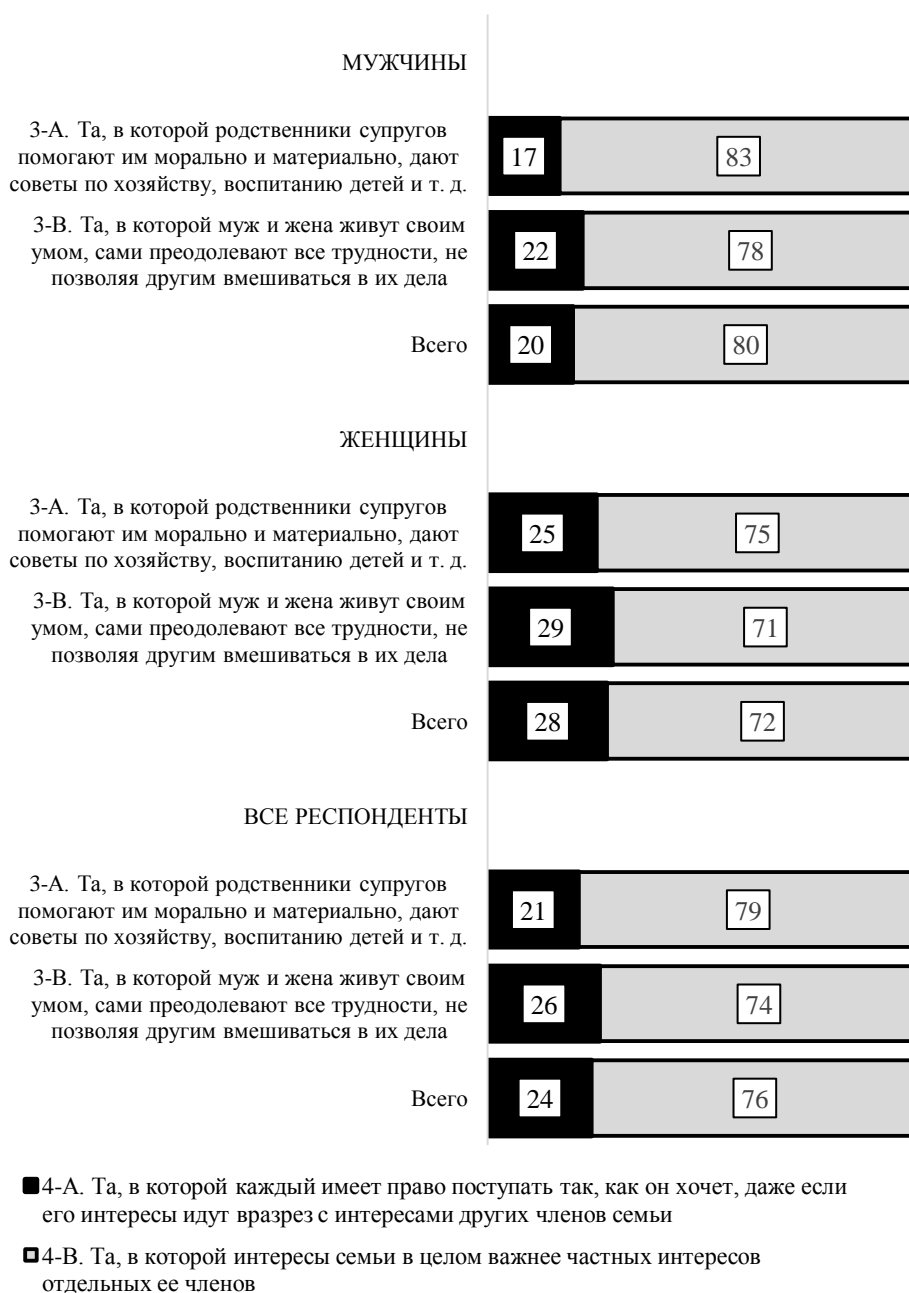 МУЖЧИНЫ
3-А. Та, в которой родственники супругов
помогают им морально и материально, дают
советы по хозяйству, воспитанию детей и т. д.
17
83
3-В. Та, в которой муж и жена живут своим
умом, сами преодолевают все трудности, не
позволяя другим вмешиваться в их дела
22
78
Всего
20
80
ЖЕНЩИНЫ
3-А. Та, в которой родственники супругов
помогают им морально и материально, дают
советы по хозяйству, воспитанию детей и т. д.
25
75
3-В. Та, в которой муж и жена живут своим
умом, сами преодолевают все трудности, не
позволяя другим вмешиваться в их дела
29
71
Всего
28
72
ВСЕ РЕСПОНДЕНТЫ
3-А. Та, в которой родственники супругов
помогают им морально и материально, дают
советы по хозяйству, воспитанию детей и т. д.
21
79
3-В. Та, в которой муж и жена живут своим
умом, сами преодолевают все трудности, не
позволяя другим вмешиваться в их дела
26
74
Всего
24
76
4-А. Та, в которой каждый имеет право поступать так, как он хочет, даже если
его интересы идут вразрез с интересами других членов семьи
4-В. Та, в которой интересы семьи в целом важнее частных интересов
отдельных ее членов